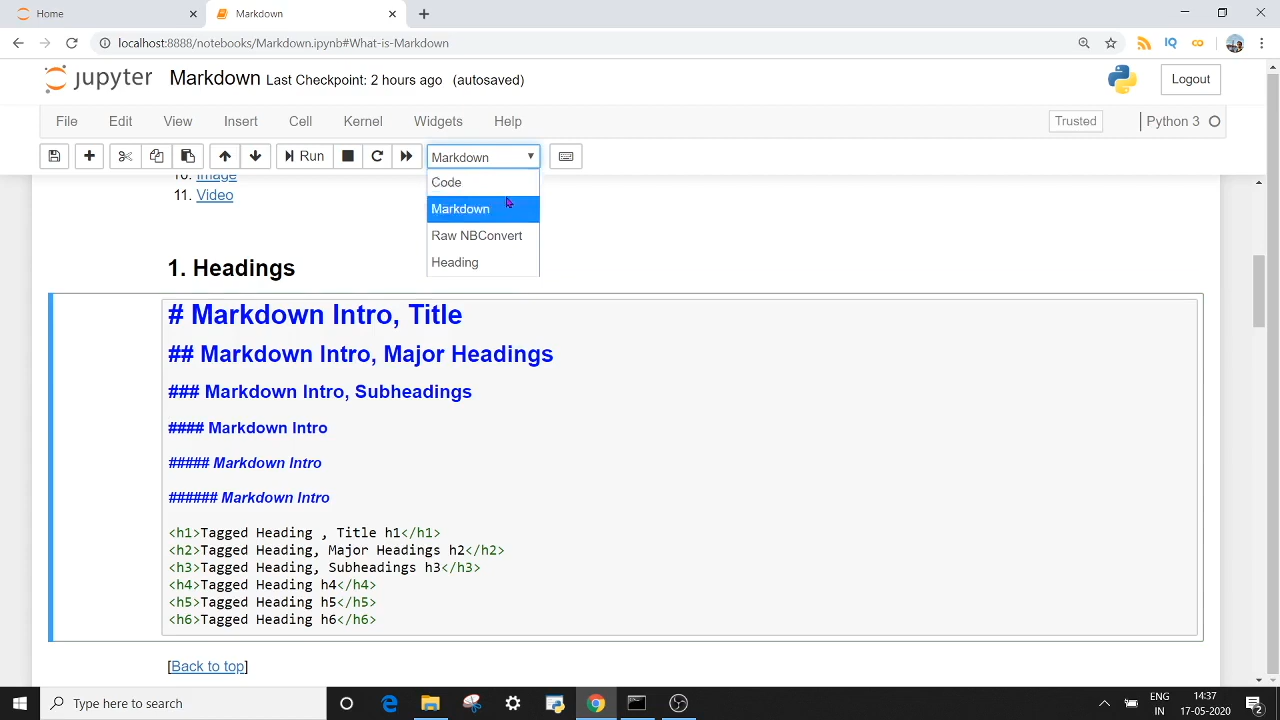 Home
Markdown
localhost:8888/notebooks/Markdown.ipynb#What-is-Markdown
IQ
jupyter Markdown Last Checkpoint: 2 hours ago (autosaved)
Logout
File Edit View Insert Cell Kernel Widgets Help
Trusted
Python 3
Run
Markdown
Code
Markdown
Raw NBConvert
Heading
10. Image
11. Video
1. Headings
# Markdown Intro, Title
## Markdown Intro, Major Headings
### Markdown Intro, Subheadings
#### Markdown Intro
##### Markdown Intro
###### Markdown Intro
<h1>Tagged Heading , Title h1</h1>
<h2>Tagged Heading, Major Headings h2</h2>
<h3>Tagged Heading, Subheadings h3</h3>
<h4>Tagged Heading h4</h4>
<h5>Tagged Heading h5</h5>
<h6>Tagged Heading h6</h6>
[Back to top]
Type here to search
ENG
IN
14:37
17-05-2020
2